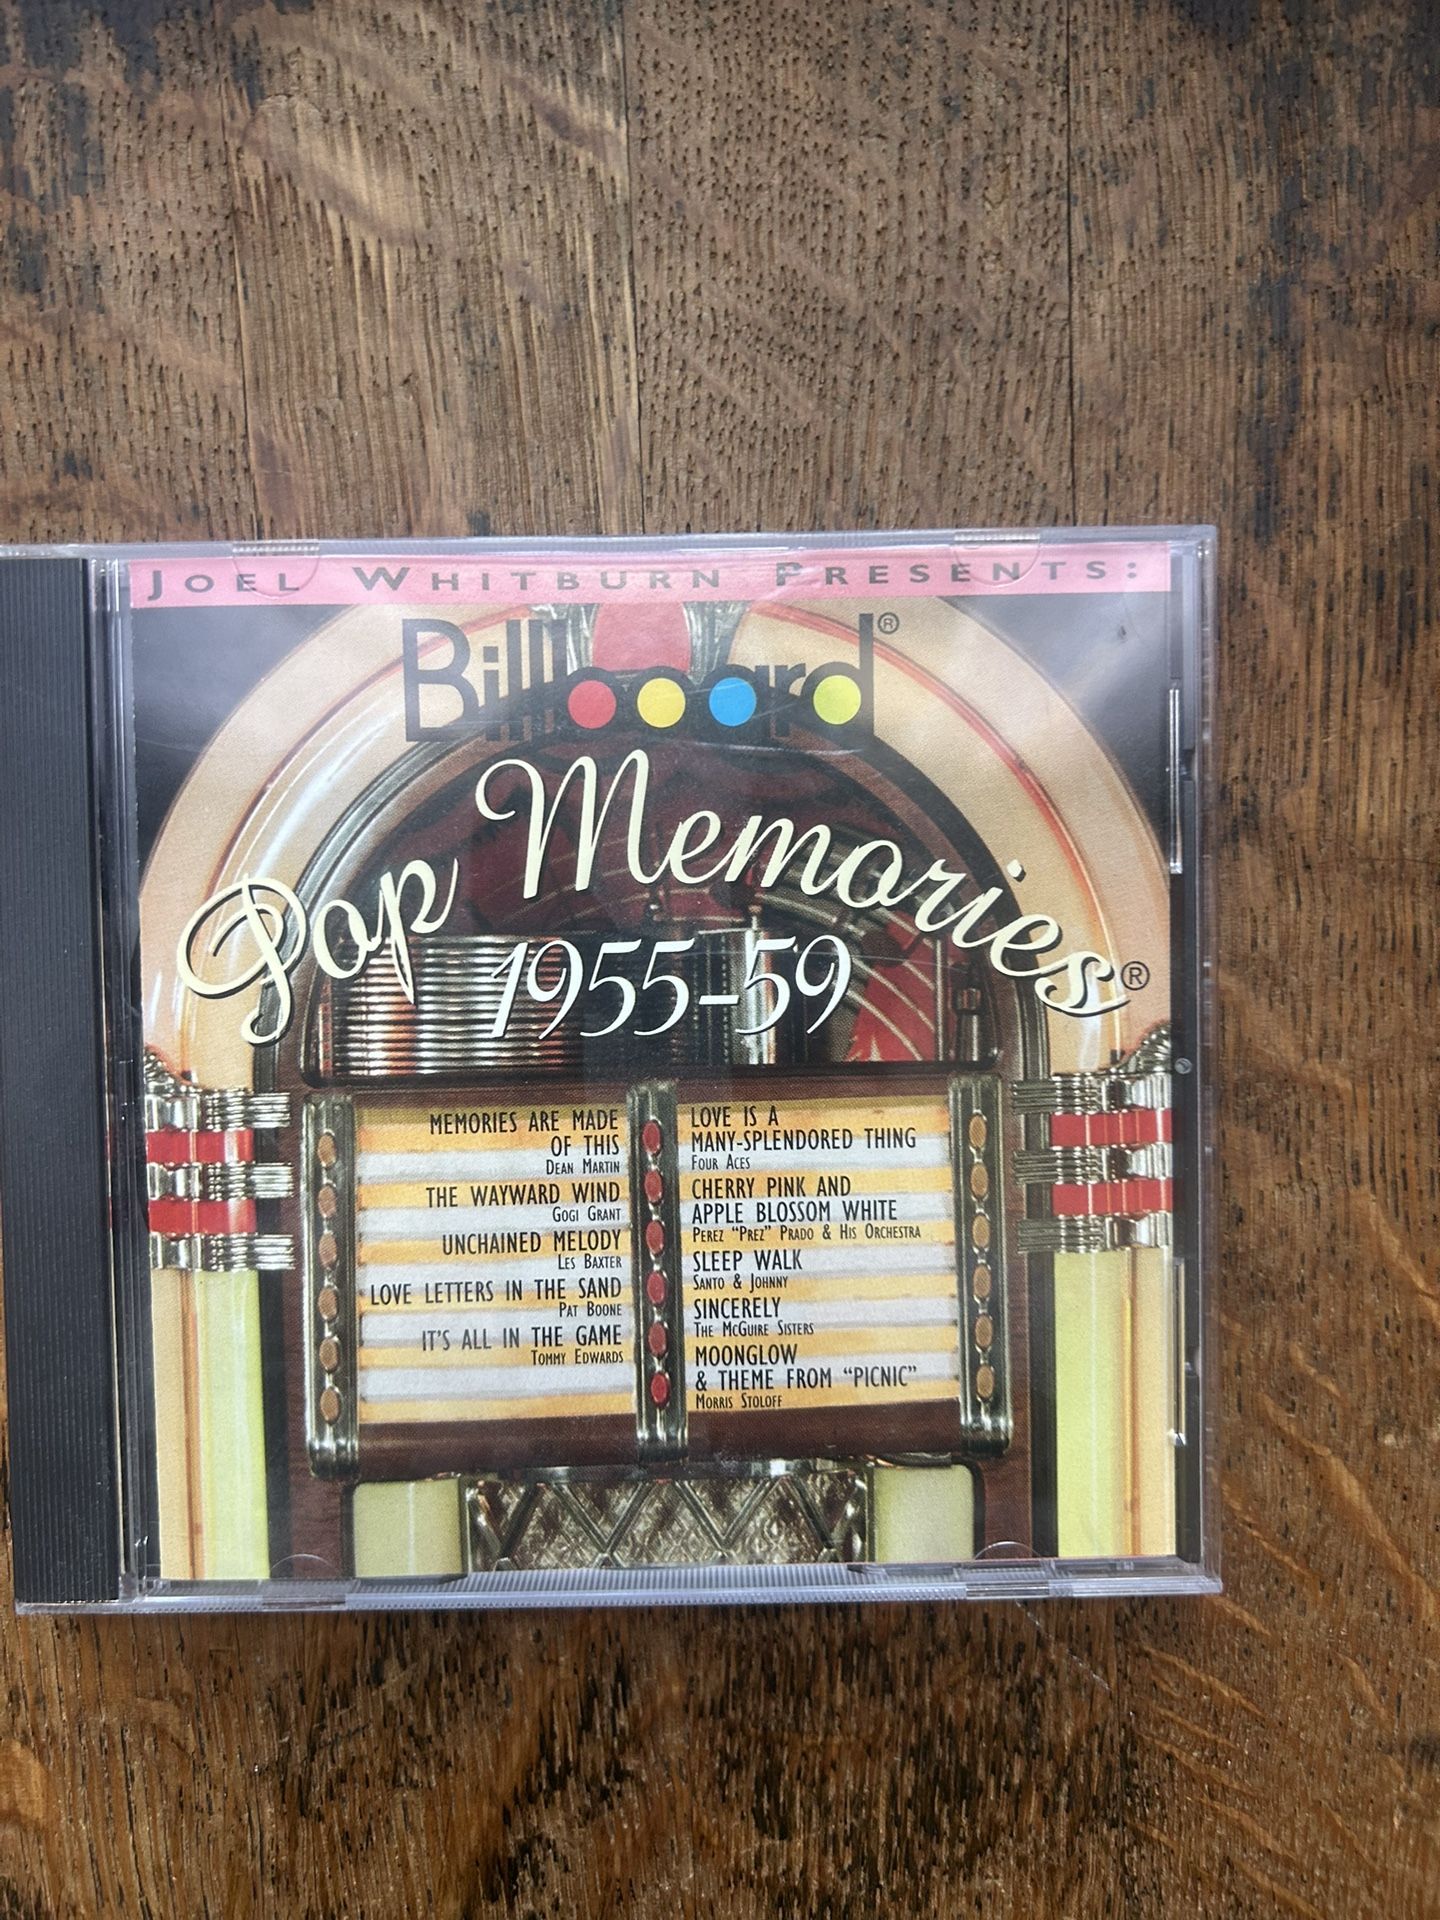 JOEL WHITBURN PRESENTS:
Billboard®
Pop Memories®
1955-59
MEMORIES ARE MADE
OF THIS
DEAN MARTIN
THE WAYWARD WIND
GOGI GRANT
UNCHAINED MELODY
LES BAXTER
LOVE LETTERS IN THE SAND
PAT BOONE
IT'S ALL IN THE GAME
TOMMY EDWARDS
LOVE IS A
MANY-SPLENDORED THING
FOUR ACES
CHERRY PINK AND
APPLE BLOSSOM WHITE
PEREZ "PREZ" PRADO & HIS ORCHESTRA
SLEEP WALK
SANTO & JOHNNY
SINCERELY
THE MCGUIRE SISTERS
MOONGLOW
& THEME FROM "PICNIC"
MORRIS STOLOFF